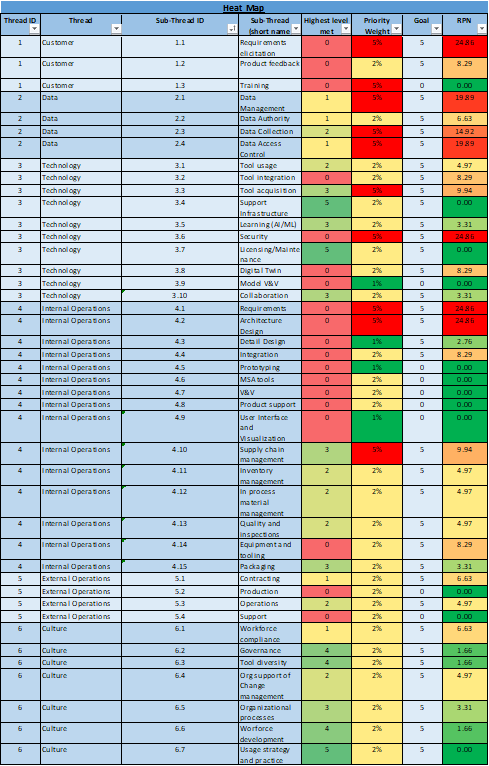 Heat Map
Thread ID Thread Sub-Thread ID Sub-Thread Highest level Priority Goal RPN
(short name met Weight
1 Customer 1.1 Requirements 0 5% 5 24.86
elicitation
1 Customer 1.2 Product feedback 0 2% 5 8.29
1 Customer 1.3 Training 0 5% 0 0.00
2 Data 2.1 Data 1 5% 5 19.89
Management
2 Data 2.2 Data Authority 1 2% 5 6.63
2 Data 2.3 Data Collection 2 5% 5 14.92
2 Data 2.4 Data Access 1 5% 5 19.89
Control
3 Technology 3.1 Tool usage 2 2% 5 4.97
3 Technology 3.2 Tool integration 0 2% 5 8.29
3 Technology 3.3 Tool acquisition 3 5% 5 9.94
3 Technology 3.4 Support 5 2% 5 0.00
Infrastructure
3 Technology 3.5 Learning (AI/ML) 3 2% 5 3.31
3 Technology 3.6 Security 0 5% 5 24.86
3 Technology 3.7 Licensing/Mainte 5 2% 5 0.00
nance
3 Technology 3.8 Digital Twin 0 2% 5 8.29
3 Technology 3.9 Model V&V 0 1% 0 0.00
3 Technology 3.10 Collaboration 3 2% 5 3.31
4 Internal Operations 4.1 Requirements 0 5% 5 24.86
4 Internal Operations 4.2 Architecture 0 5% 5 24.86
Design
4 Internal Operations 4.3 Detail Design 0 1% 5 2.76
4 Internal Operations 4.4 Integration 0 2% 5 8.29
4 Internal Operations 4.5 Prototyping 0 1% 0 0.00
4 Internal Operations 4.6 MSA tools 0 2% 0 0.00
4 Internal Operations 4.7 V&V 0 2% 0 0.00
4 Internal Operations 4.8 Product support 0 2% 0 0.00
4 Internal Operations 4.9 User Interface 0 1% 0 0.00
and
Visualization
4 Internal Operations 4.10 Supply chain 3 5% 5 9.94
management
4 Internal Operations 4.11 Inventory 2 2% 5 4.97
management
4 Internal Operations 4.12 In process 2 2% 5 4.97
material
management
4 Internal Operations 4.13 Quality and 2 2% 5 4.97
inspections
4 Internal Operations 4.14 Equipment and 0 2% 5 8.29
tooling
4 Internal Operations 4.15 Packaging 3 2% 5 3.31
5 External Operations 5.1 Contracting 1 2% 5 6.63
5 External Operations 5.2 Production 0 2% 0 0.00
5 External Operations 5.3 Operations 2 2% 5 4.97
5 External Operations 5.4 Support 0 2% 0 0.00
6 Culture 6.1 Workforce 1 2% 5 6.63
compliance
6 Culture 6.2 Governance 4 2% 5 1.66
6 Culture 6.3 Tool diversity 4 2% 5 1.66
6 Culture 6.4 Org support of 2 2% 5 4.97
Change
management
6 Culture 6.5 Organizational 3 2% 5 3.31
processes
6 Culture 6.6 Worforce 4 2% 5 1.66
development
6 Culture 6.7 Usage strategy 5 2% 5 0.00
and practice